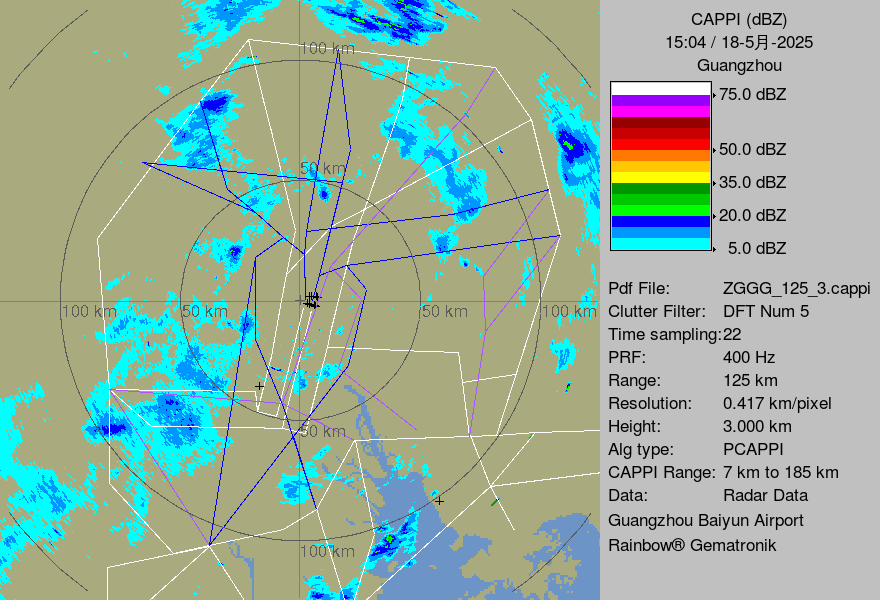 CAPPI (dBZ)
15:04 / 18-5月-2025
Guangzhou
75.0 dBZ
50.0 dBZ
35.0 dBZ
20.0 dBZ
5.0 dBZ
Pdf File: ZGGG_125_3.cappi
Clutter Filter: DFT Num 5
Time sampling:22
PRF: 400 Hz
Range: 125 km
Resolution: 0.417 km/pixel
Height: 3.000 km
Alg type: PCAPPI
CAPPI Range: 7 km to 185 km
Data: Radar Data
Guangzhou Baiyun Airport
Rainbow® Gematronik
100 km
50 km
100 km
50 km
50 km
100 km
50 km
100 km